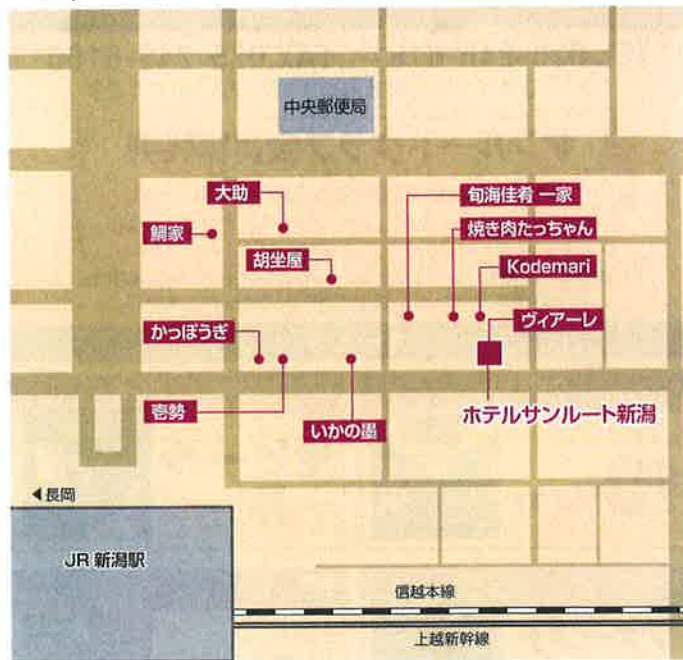 中央郵便局
大助
旬海佳肴 一家
鯛家
焼き肉たっちゃん
胡坐屋
Kodemari
かっぽうぎ
ヴィアーレ
壱勢
いかの墨
ホテルサンルート新潟
◀長岡
JR 新潟駅
信越本線
上越新幹線